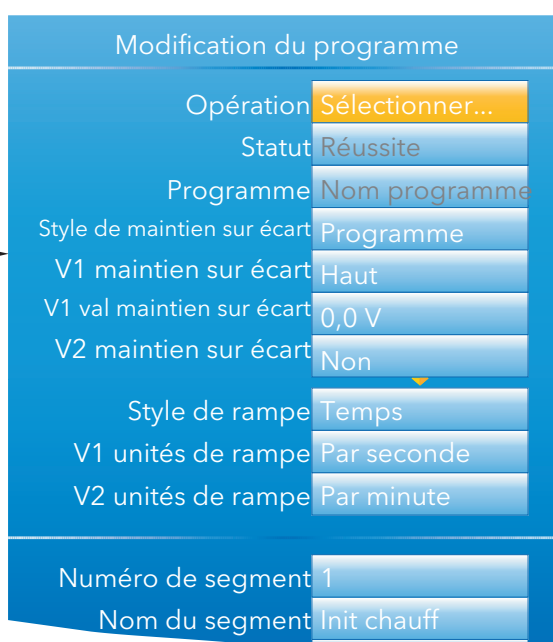 Modification du programme
Opération Sélectionner...
Statut Réussite
Programme Nom programme
Style de maintien sur écart Programme
V1 maintien sur écart Haut
V1 val maintien sur écart 0,0 V
V2 maintien sur écart Non
Style de rampe Temps
V1 unités de rampe Par seconde
V2 unités de rampe Par minute
Numéro de segment 1
Nom du segment Init chauff